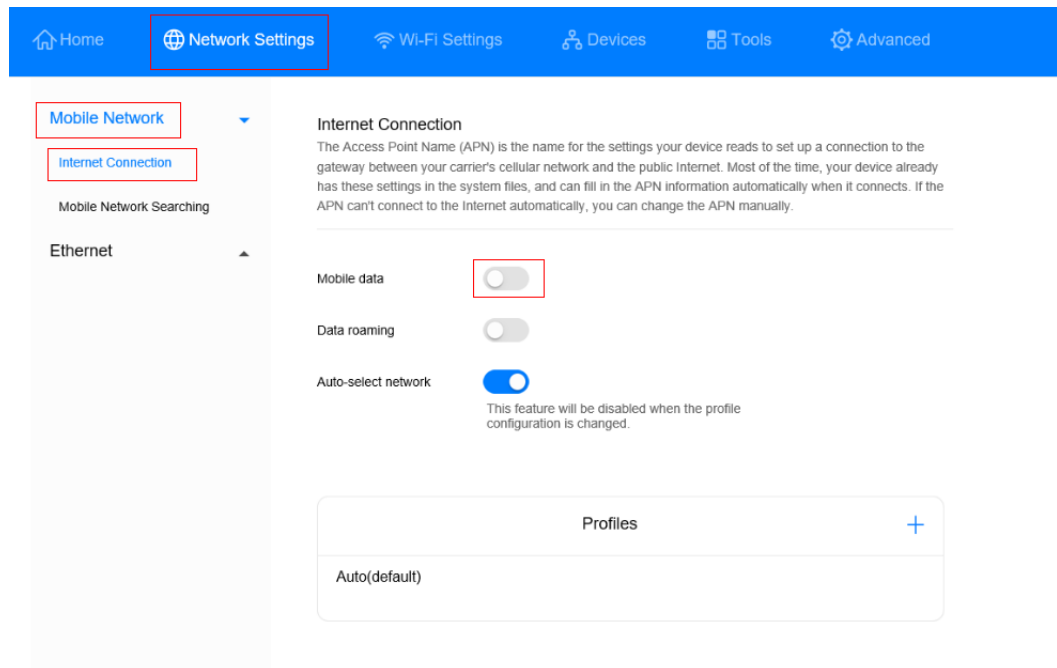 Home
Network Settings
Wi-Fi Settings
Devices
Tools
Advanced
Mobile Network
Internet Connection
Mobile Network Searching
Ethernet
Internet Connection
The Access Point Name (APN) is the name for the settings your device reads to set up a connection to the
gateway between your carrier's cellular network and the public Internet. Most of the time, your device already
has these settings in the system files, and can fill in the APN information automatically when it connects. If the
APN can't connect to the Internet automatically, you can change the APN manually.
Mobile data
Data roaming
Auto-select network
This feature will be disabled when the profile
configuration is changed.
Profiles
Auto(default)